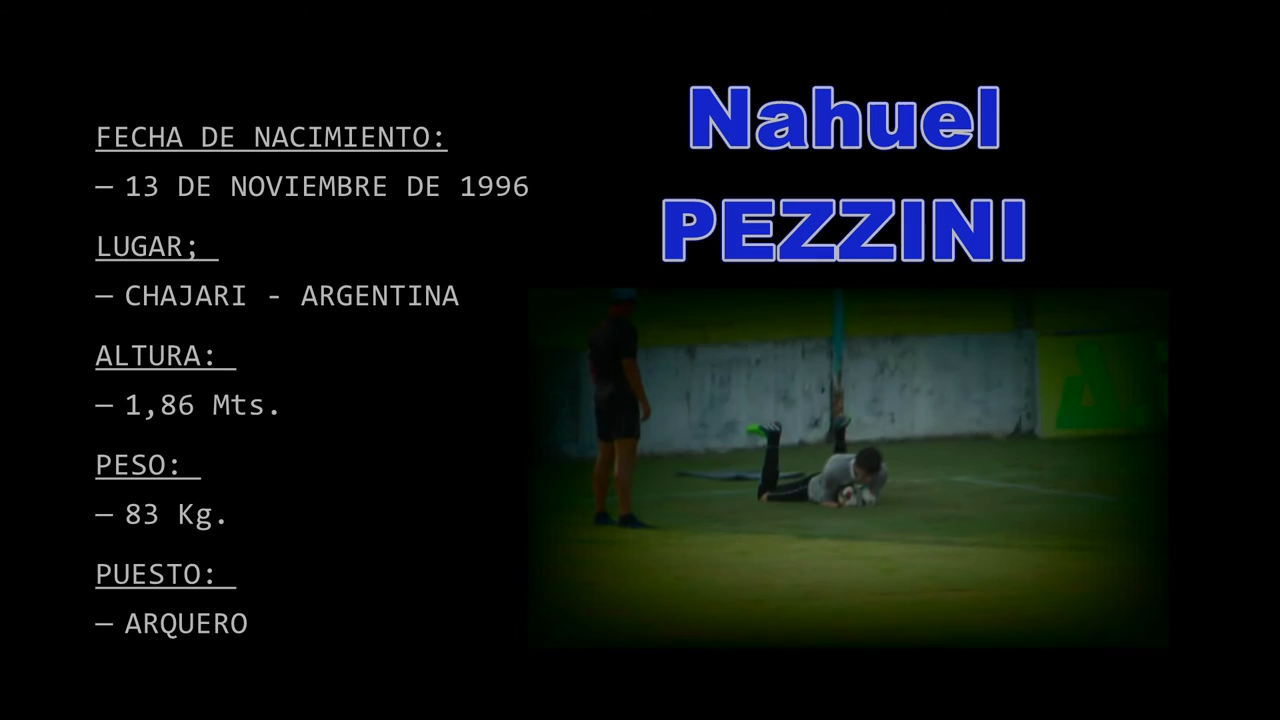 Nahuel
PEZZINI
FECHA DE NACIMIENTO:
– 13 DE NOVIEMBRE DE 1996
LUGAR;
– CHAJARI - ARGENTINA
ALTURA:
– 1,86 Mts.
PESO:
– 83 Kg.
PUESTO:
– ARQUERO